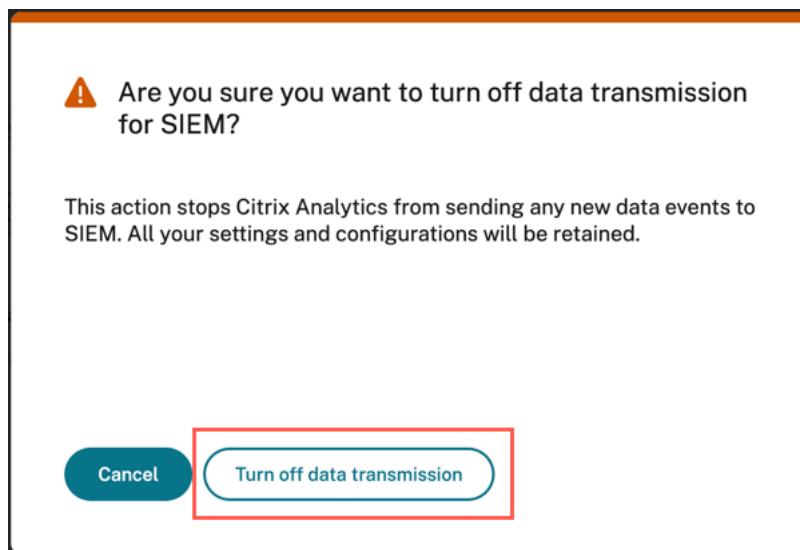 Are you sure you want to turn off data transmission
for SIEM?
This action stops Citrix Analytics from sending any new data events to
SIEM. All your settings and configurations will be retained.
Cancel
Turn off data transmission